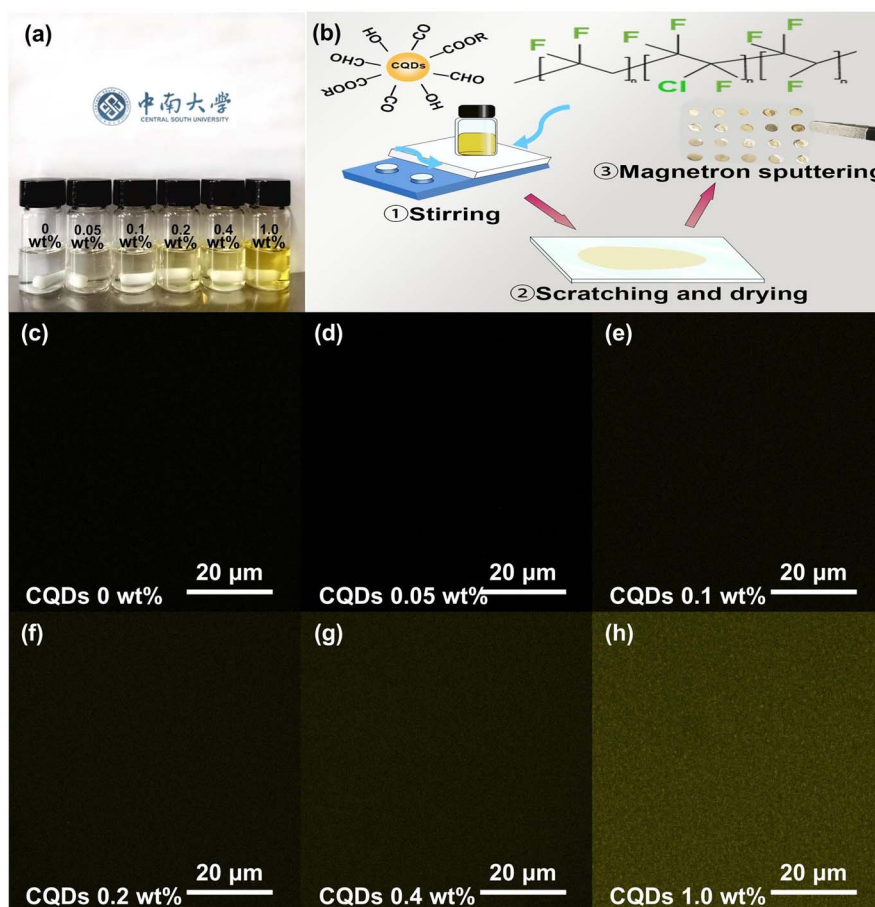 (a)
中南大学
CENTRAL SOUTH UNIVERSITY
0 wt%
0.05 wt%
0.1 wt%
0.2 wt%
0.4 wt%
1.0 wt%
(b)
HO
CO
COOR
CHO
CQDs
CHO
COOR
CO
HO
F
F
F
F
F
F
F
n
n
n
Cl
F
F
①Stirring
②Scratching and drying
③Magnetron sputtering
(c)
20 μm
CQDs 0 wt%
(d)
20 μm
CQDs 0.05 wt%
(e)
20 μm
CQDs 0.1 wt%
(f)
20 μm
CQDs 0.2 wt%
(g)
20 μm
CQDs 0.4 wt%
(h)
20 μm
CQDs 1.0 wt%